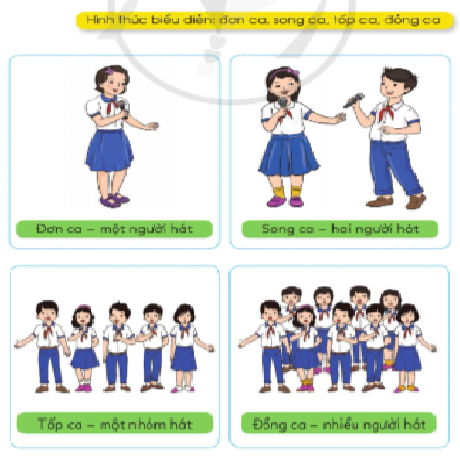 Hình thức biểu diễn: đơn ca, song ca, tốp ca, đồng ca
Đơn ca – một người hát
Song ca – hai người hát
Tốp ca – một nhóm hát
Đồng ca – nhiều người hát